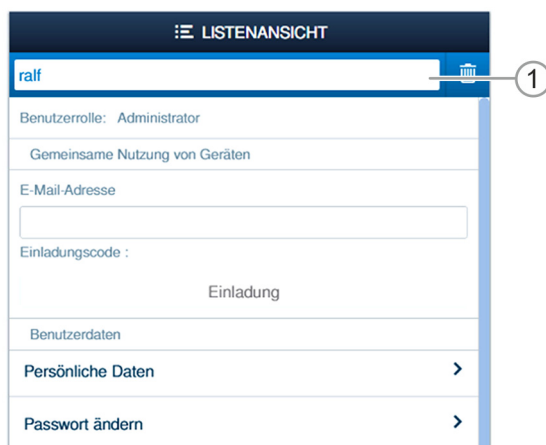 LISTENANSICHT
ralf
1
Benutzerrolle: Administrator
Gemeinsame Nutzung von Geräten
E-Mail-Adresse
Einladungscode :
Einladung
Benutzerdaten
Persönliche Daten
Passwort ändern